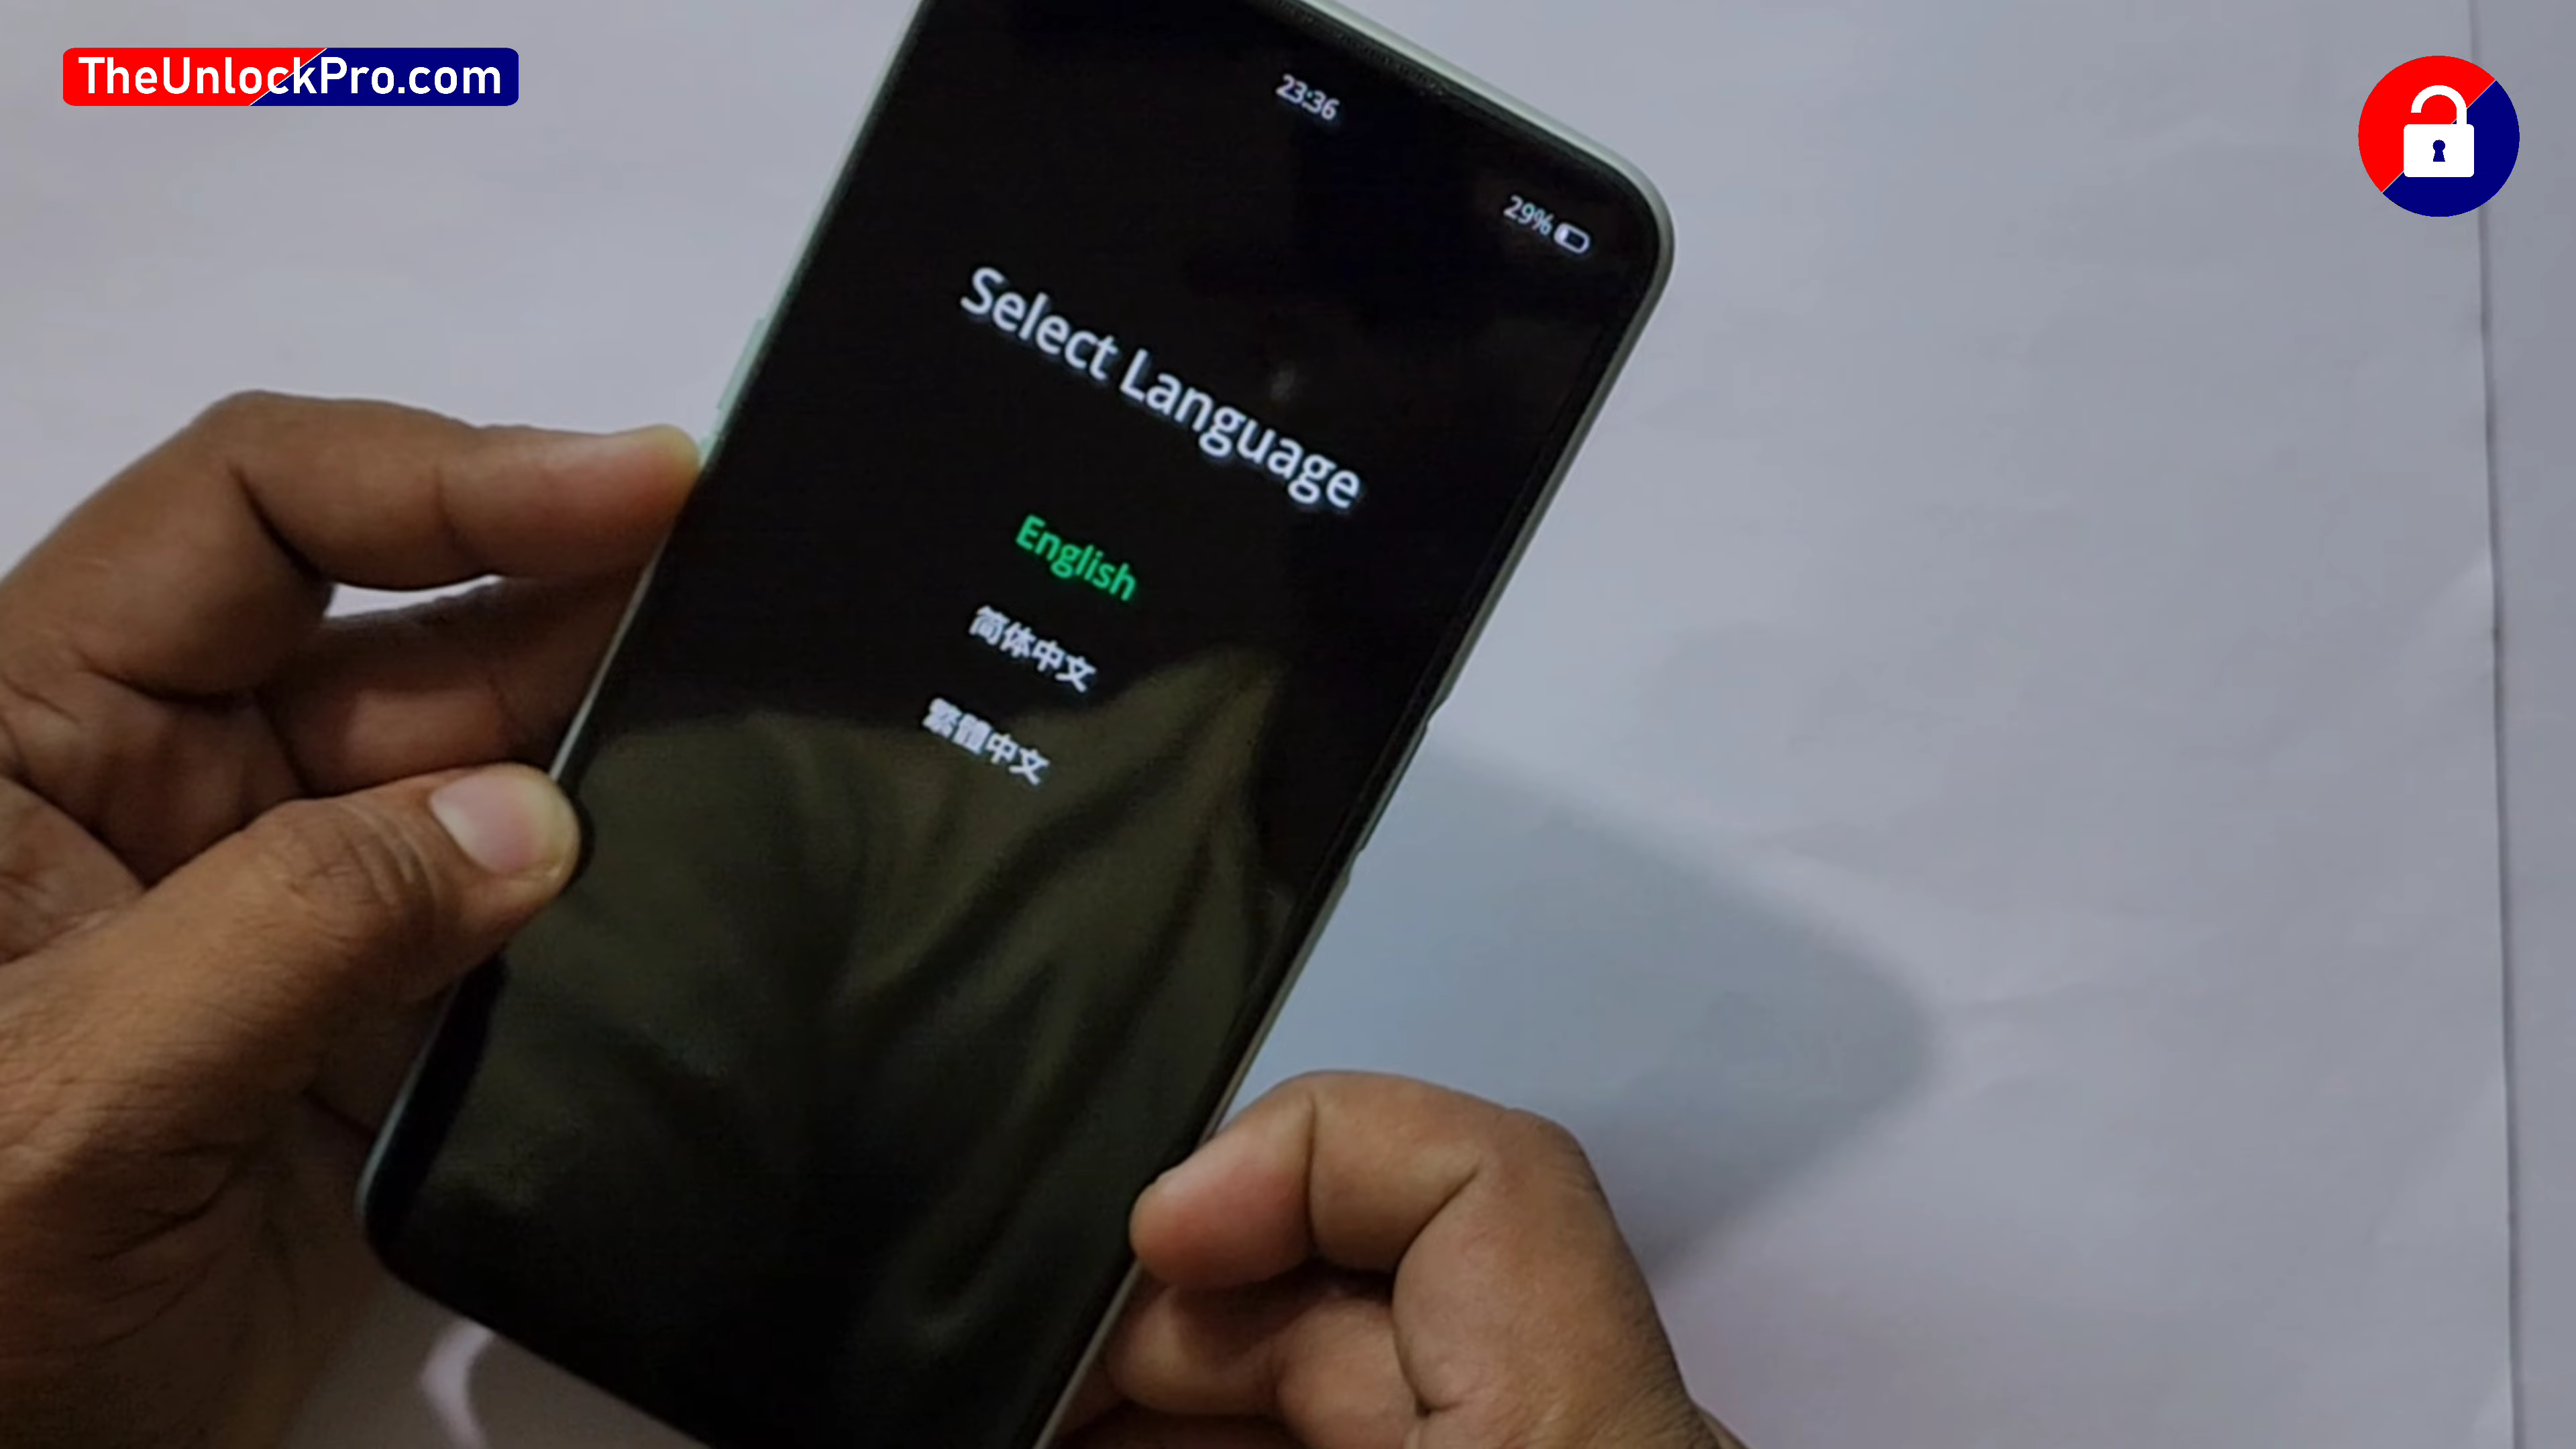 TheUnlockPro.com
23:36
29%
Select Language
English
简体中文
繁體中文